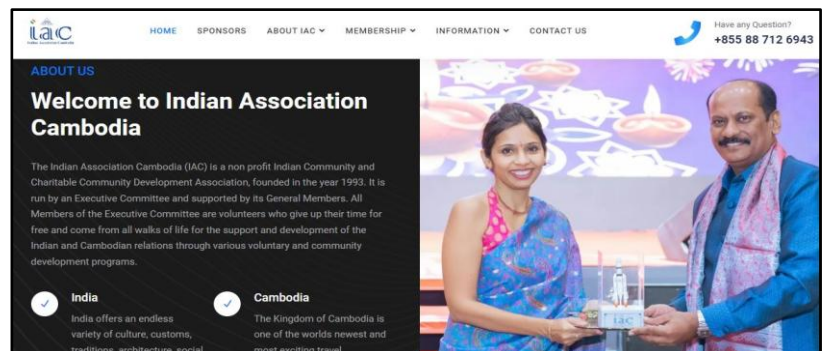 iac
HOME SPONSORS ABOUT IAC MEMBERSHIP INFORMATION CONTACT US
Have any Question?
+855 88 712 6943
ABOUT US
Welcome to Indian Association
Cambodia
The Indian Association Cambodia (IAC) is a non profit Indian Community and
Charitable Community Development Association, founded in the year 1993. It is
run by an Executive Committee and supported by its General Members. All
Members of the Executive Committee are volunteers who give up their time for
free and come from all walks of life for the support and development of the
Indian and Cambodian relations through various voluntary and community
development programs.
India
India offers an endless
variety of culture, customs,
traditions, architecture, social
Cambodia
The Kingdom of Cambodia is
one of the worlds newest and
most exciting travel
iac